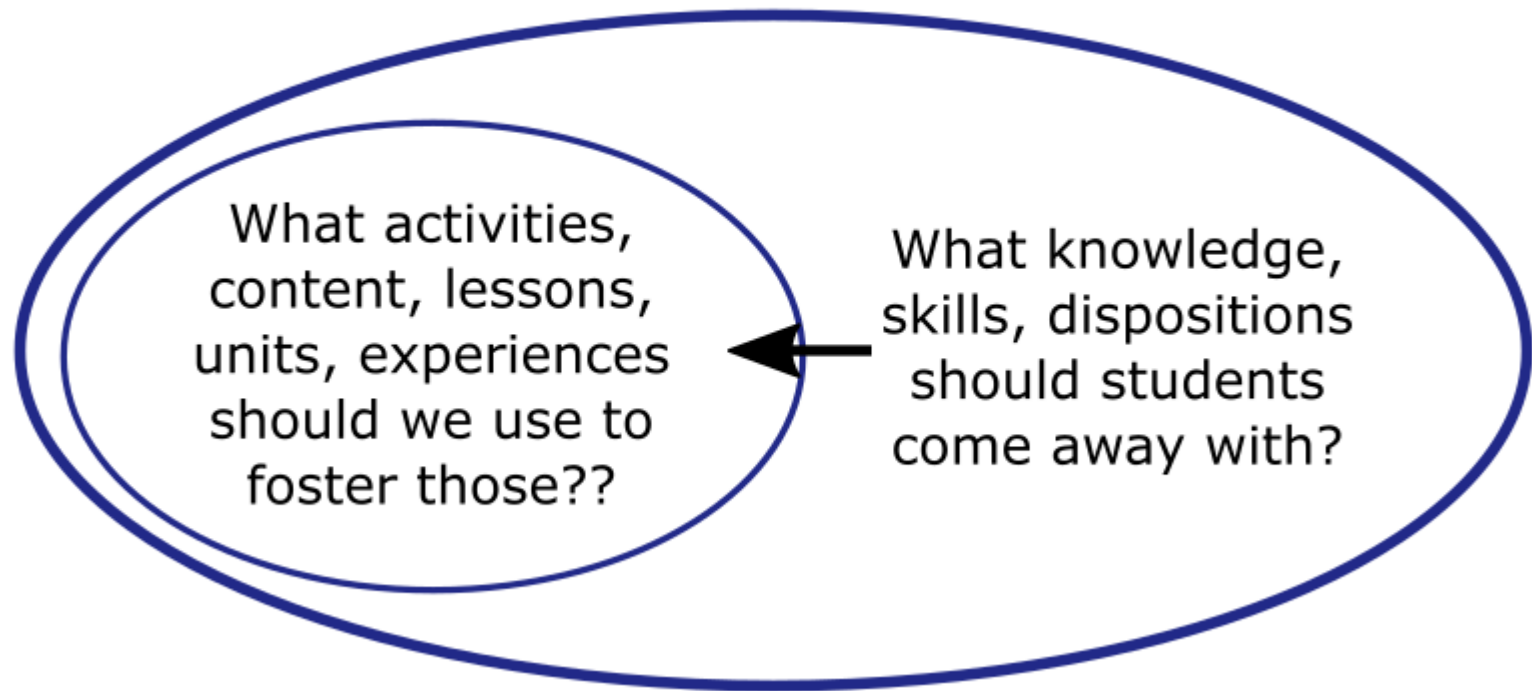 What activities,
content, lessons,
units, experiences
should we use to
foster those??
What knowledge,
skills, dispositions
should students
come away with?